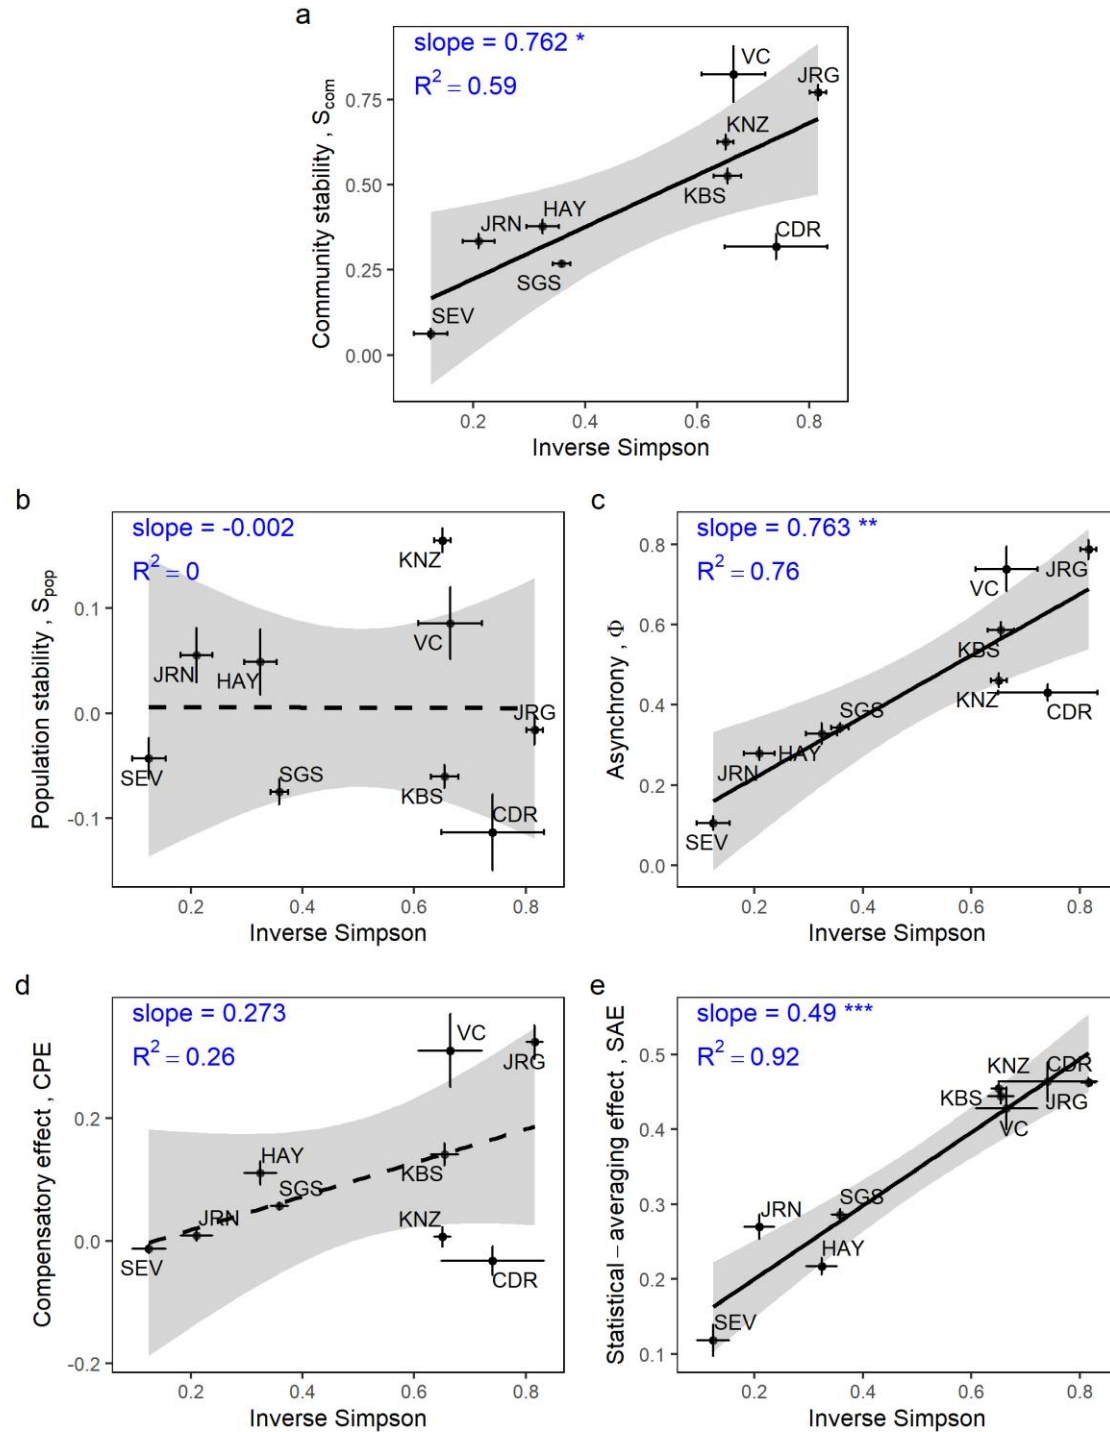 a
slope = 0.762 *
R² = 0.59
VC
JRG
KNZ
KBS
HAY
JRN
CDR
SGS
SEV
0.75
0.50
0.25
0.00
Community stability , Scom
0.2 0.4 0.6 0.8
Inverse Simpson
b
slope = -0.002
R² = 0
KNZ
VC
JRN
HAY
JRG
SEV
SGS
KBS
CDR
0.1
0.0
-0.1
Population stability , Spop
0.2 0.4 0.6 0.8
Inverse Simpson
c
slope = 0.763 **
R² = 0.76
JRG
VC
KBS
KNZ
CDR
SGS
HAY
JRN
SEV
0.8
0.6
0.4
0.2
0.0
Asynchrony , Φ
0.2 0.4 0.6 0.8
Inverse Simpson
d
slope = 0.273
R² = 0.26
VC
JRG
HAY
KBS
SGS
JRN
KNZ
SEV
CDR
0.2
0.0
-0.2
Compensatory effect , CPE
0.2 0.4 0.6 0.8
Inverse Simpson
e
slope = 0.49 ***
R² = 0.92
KNZ CDR
KBS
JRG
VC
JRN
SGS
HAY
SEV
0.5
0.4
0.3
0.2
0.1
Statistical – averaging effect , SAE
0.2 0.4 0.6 0.8
Inverse Simpson